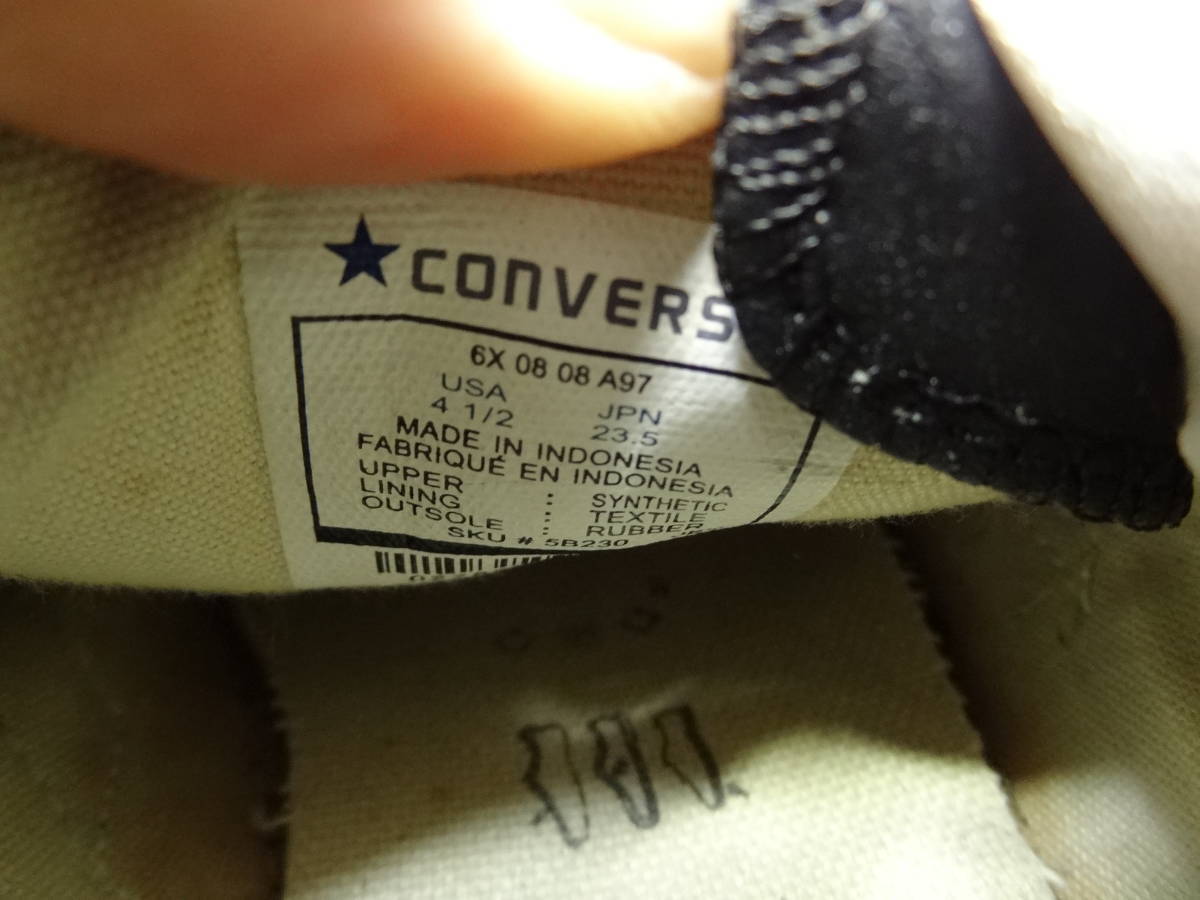 CONVERS
6X 08 08 A97
USA JPN
4 1/2 23.5
MADE IN INDONESIA
FABRIQUÉ EN INDONESIA
UPPER : SYNTHETIC
LINING : TEXTILE
OUTSOLE : RUBBER
SKU # 5B230